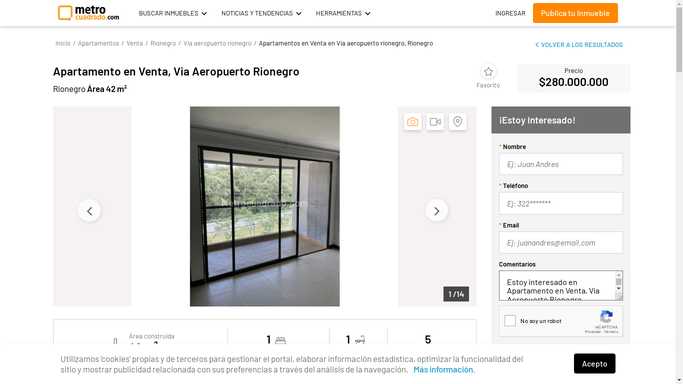 metro
cuadrado.com
BUSCAR INMUEBLES
NOTICIAS Y TENDENCIAS
HERRAMIENTAS
INGRESAR
Publica tu Inmueble
Inicio / Apartamentos / Venta / Rionegro / Via aeropuerto rionegro / Apartamentos en Venta en Via aeropuerto rionegro, Rionegro
VOLVER A LOS RESULTADOS
Apartamento en Venta, Via Aeropuerto Rionegro
Rionegro Área 42 m²
Favorito
Precio
$280.000.000
1 /14
¡Estoy Interesado!
* Nombre
Ej: Juan Andres
* Teléfono
Ej: 322*******
* Email
Ej: juanandres@email.com
Comentarios
Estoy interesado en
Apartamento en Venta, Via
Aeropuerto Rionegro
No soy un robot
reCAPTCHA
Privacidad - Términos
Área construida
1
1
5
Utilizamos 'cookies' propias y de terceros para gestionar el portal, elaborar información estadística, optimizar la funcionalidad del
sitio y mostrar publicidad relacionada con sus preferencias a través del análisis de la navegación. Más información.
Acepto